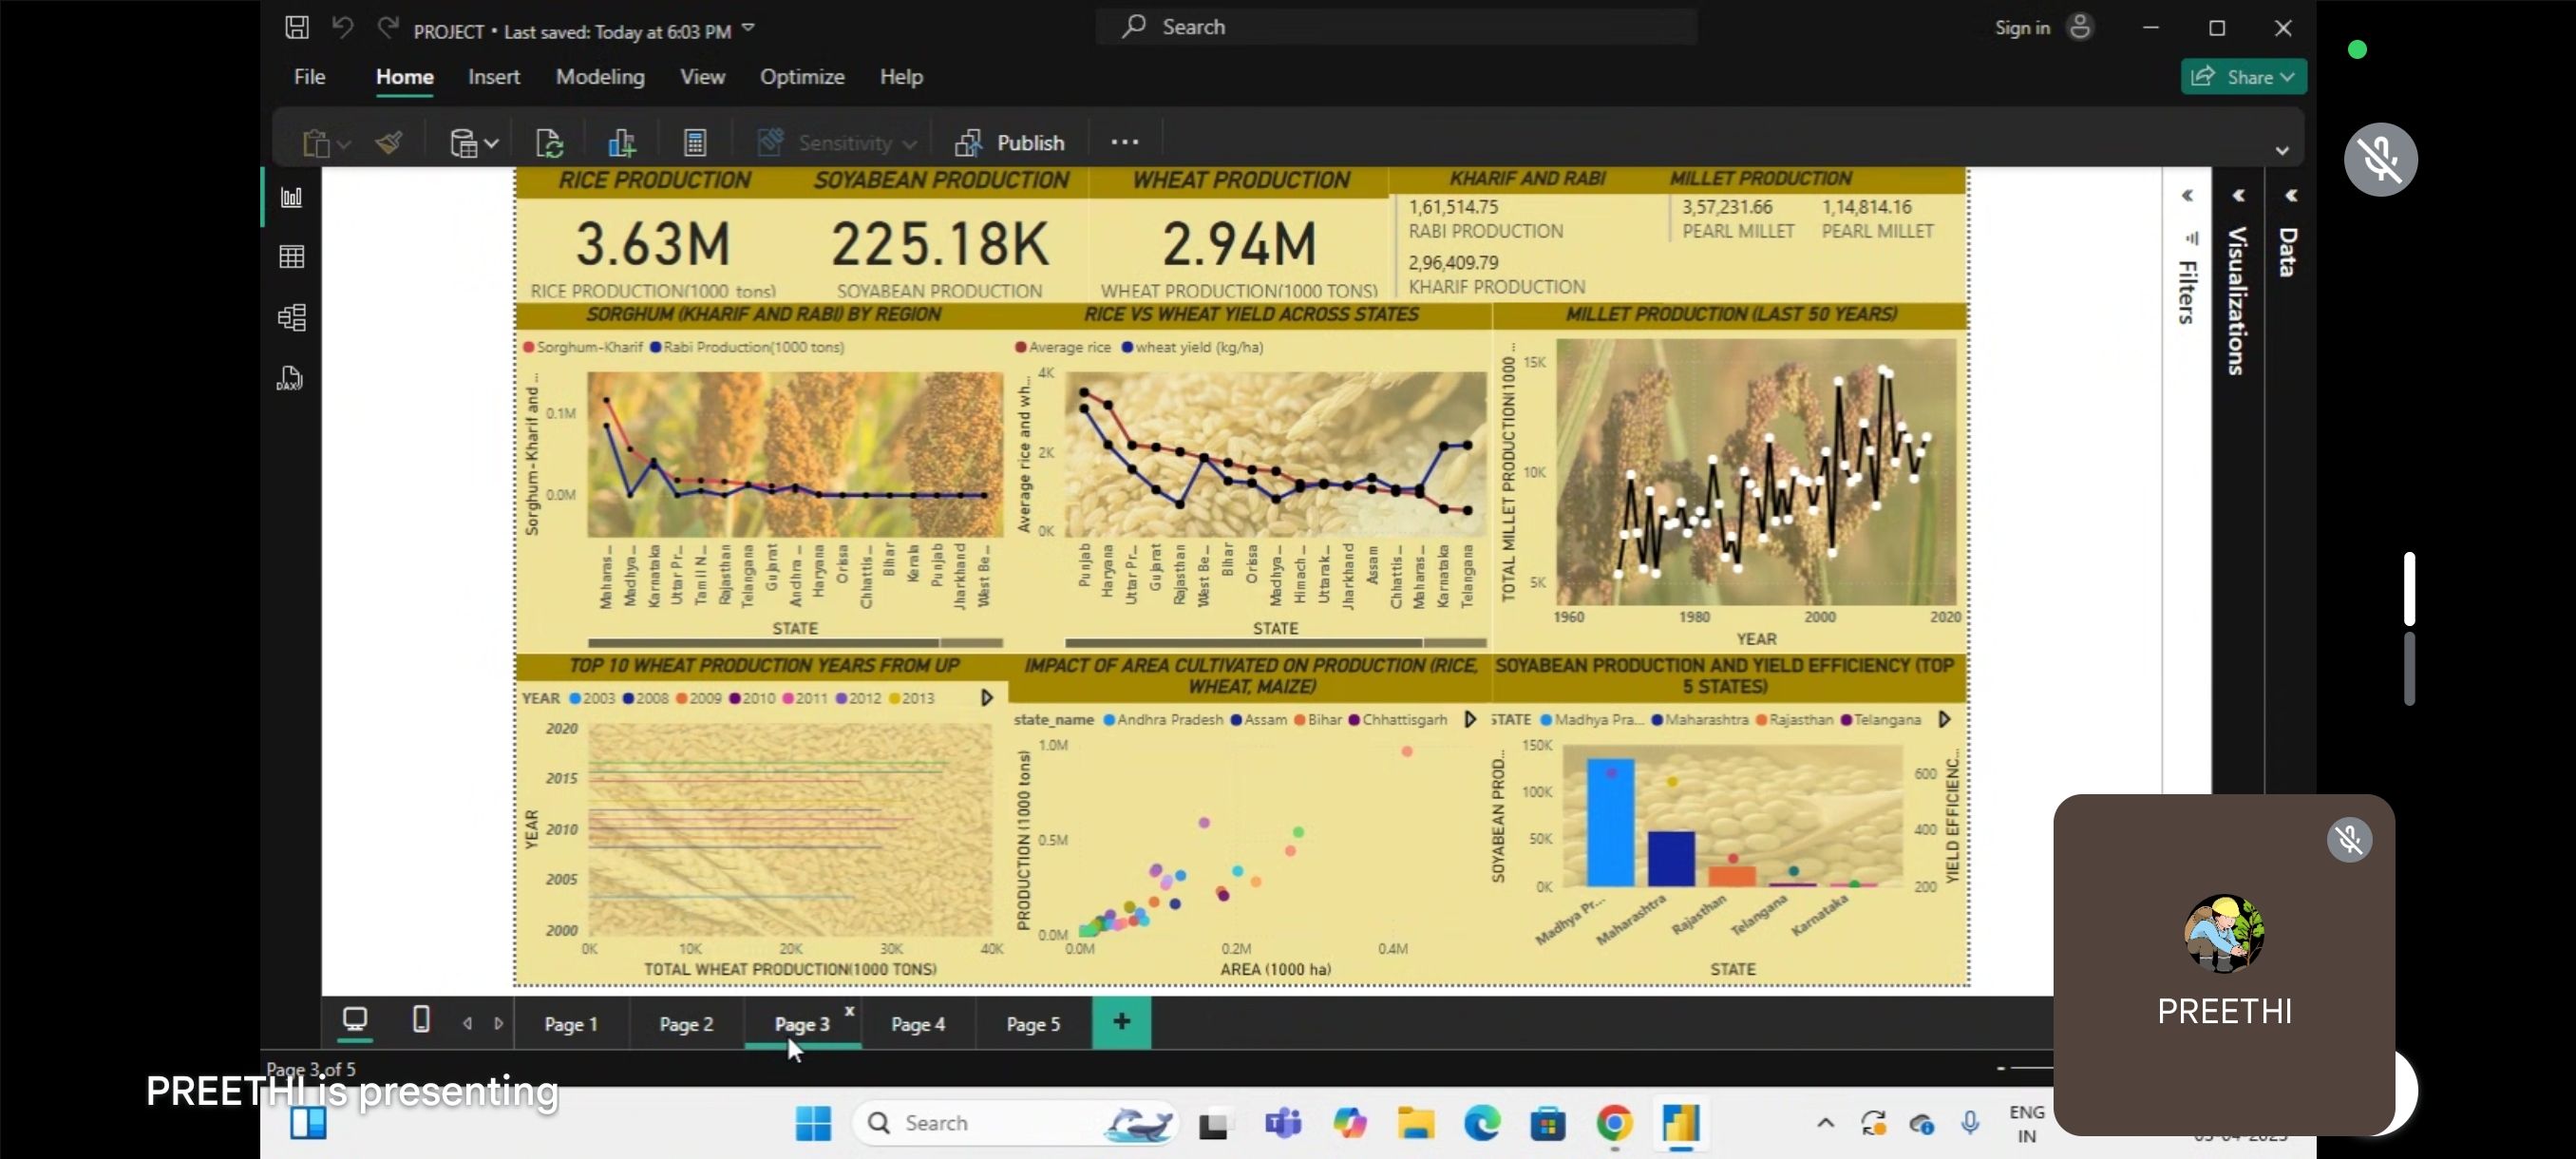 PROJECT • Last saved: Today at 6:03 PM
Search
Sign in
File Home Insert Modeling View Optimize Help
Share
Sensitivity
Publish
RICE PRODUCTION
3.63M
RICE PRODUCTION(1000 tons)
SOYABEAN PRODUCTION
225.18K
SOYABEAN PRODUCTION
WHEAT PRODUCTION
2.94M
WHEAT PRODUCTION(1000 TONS)
KHARIF AND RABI
1,61,514.75
RABI PRODUCTION
2,96,409.79
KHARIF PRODUCTION
MILLET PRODUCTION
3,57,231.66
PEARL MILLET
1,14,814.16
PEARL MILLET
Filters
Visualizations
Data
SORGHUM (KHARIF AND RABI) BY REGION
Sorghum-Kharif Rabi Production(1000 tons)
Sorghum-Kharif and ...
0.1M
0.0M
Maharas...
Madhya...
Karnataka
Uttar Pr...
Tamil N...
Rajasthan
Telangana
Gujarat
Andhra ...
Haryana
Orissa
Chhattis...
Bihar
Kerala
Punjab
Jharkhand
West Be...
STATE
RICE VS WHEAT YIELD ACROSS STATES
Average rice wheat yield (kg/ha)
Average rice and wh...
4K
2K
0K
Punjab
Haryana
Uttar Pr...
Gujarat
Rajasthan
West Be...
Bihar
Orissa
Madhya...
Himach...
Uttarak...
Jharkhand
Assam
Chhattis...
Maharas...
Karnataka
Telangana
STATE
MILLET PRODUCTION (LAST 50 YEARS)
TOTAL MILLET PRODUCTION(1000 ...
15K
10K
5K
1960 1980 2000 2020
YEAR
TOP 10 WHEAT PRODUCTION YEARS FROM UP
YEAR 2003 2008 2009 2010 2011 2012 2013
YEAR
2020
2015
2010
2005
2000
0K 10K 20K 30K 40K
TOTAL WHEAT PRODUCTION(1000 TONS)
IMPACT OF AREA CULTIVATED ON PRODUCTION (RICE,
WHEAT, MAIZE)
state_name Andhra Pradesh Assam Bihar Chhattisgarh
PRODUCTION (1000 tons)
1.0M
0.5M
0.0M
0.0M 0.2M 0.4M
AREA (1000 ha)
SOYABEAN PRODUCTION AND YIELD EFFICIENCY (TOP
5 STATES)
STATE Madhya Pra... Maharashtra Rajasthan Telangana
SOYABEAN PROD...
150K
100K
50K
0K
600
400
200
YIELD EFFICIENC...
Madhya Pr...
Maharashtra
Rajasthan
Telangana
Karnataka
STATE
PREETHI
Page 1 Page 2 Page 3 x Page 4 Page 5 +
Page 3 of 5
PREETHI is presenting
Search
ENG
IN